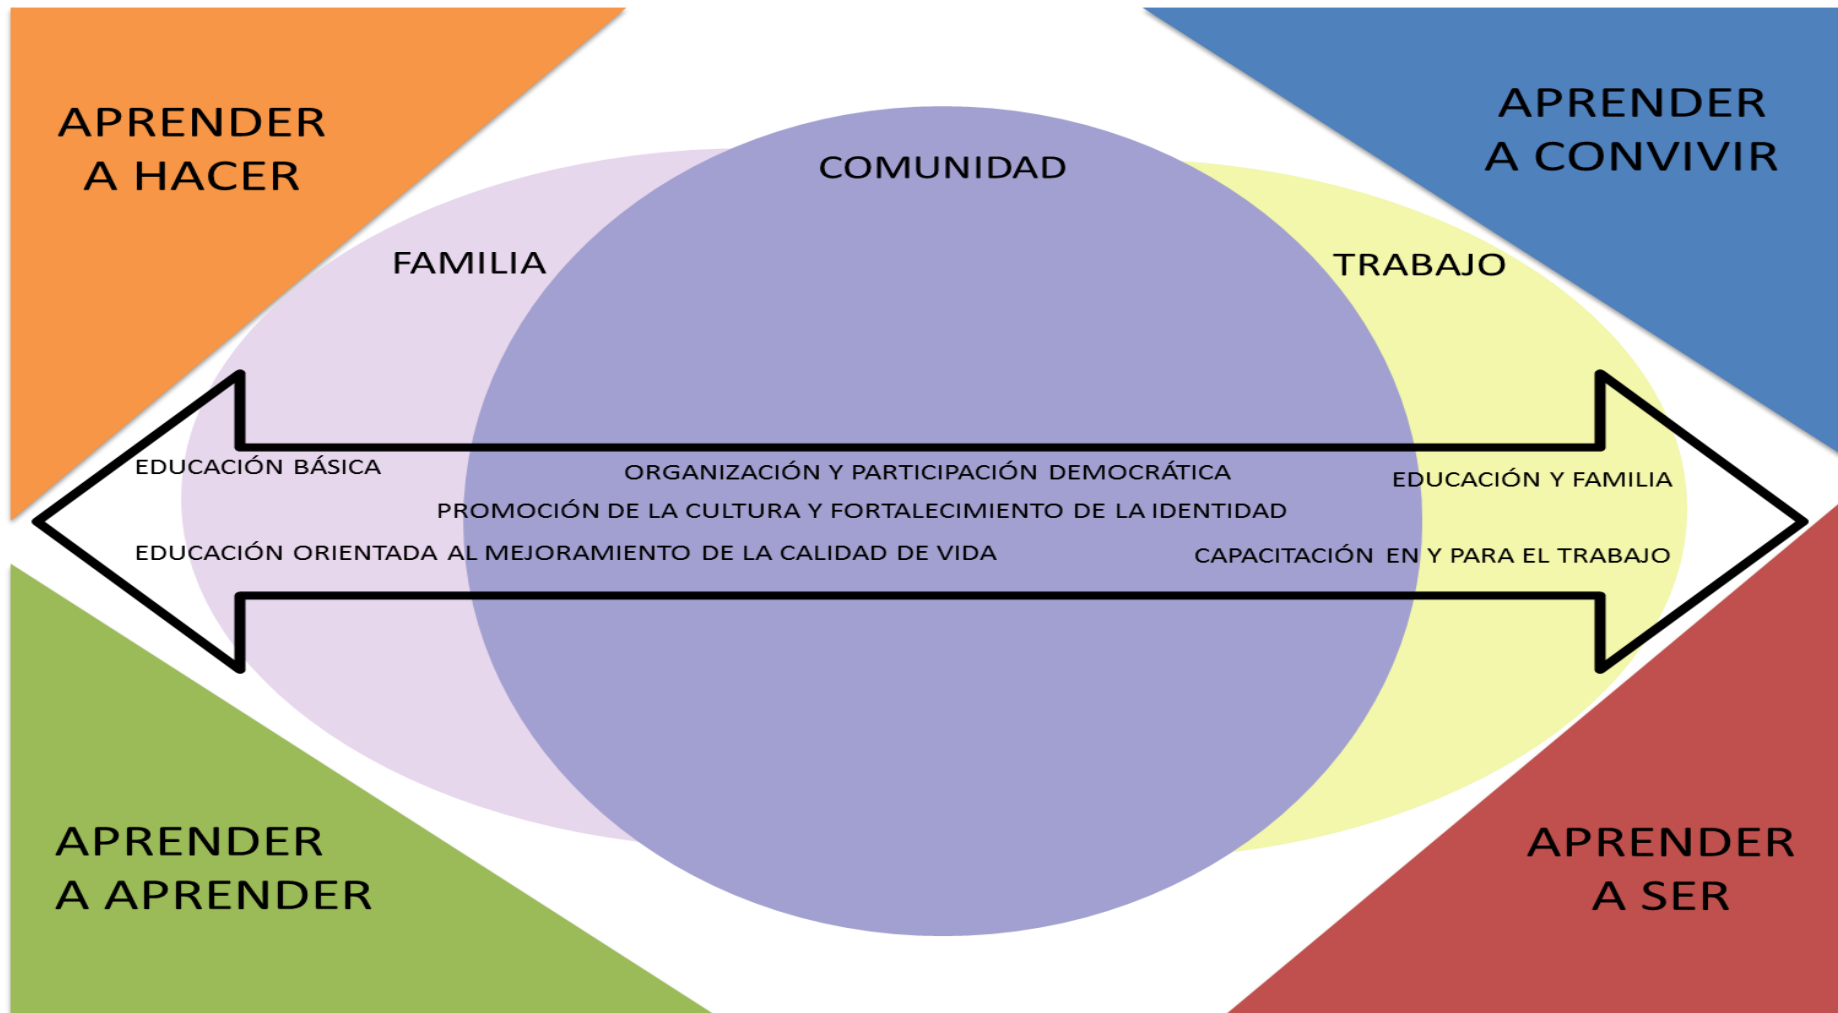 APRENDER
A HACER
APRENDER
A CONVIVIR
COMUNIDAD
FAMILIA
TRABAJO
EDUCACIÓN BÁSICA
ORGANIZACIÓN Y PARTICIPACIÓN DEMOCRÁTICA
EDUCACIÓN Y FAMILIA
PROMOCIÓN DE LA CULTURA Y FORTALECIMIENTO DE LA IDENTIDAD
EDUCACIÓN ORIENTADA AL MEJORAMIENTO DE LA CALIDAD DE VIDA
CAPACITACIÓN EN Y PARA EL TRABAJO
APRENDER
A APRENDER
APRENDER
A SER